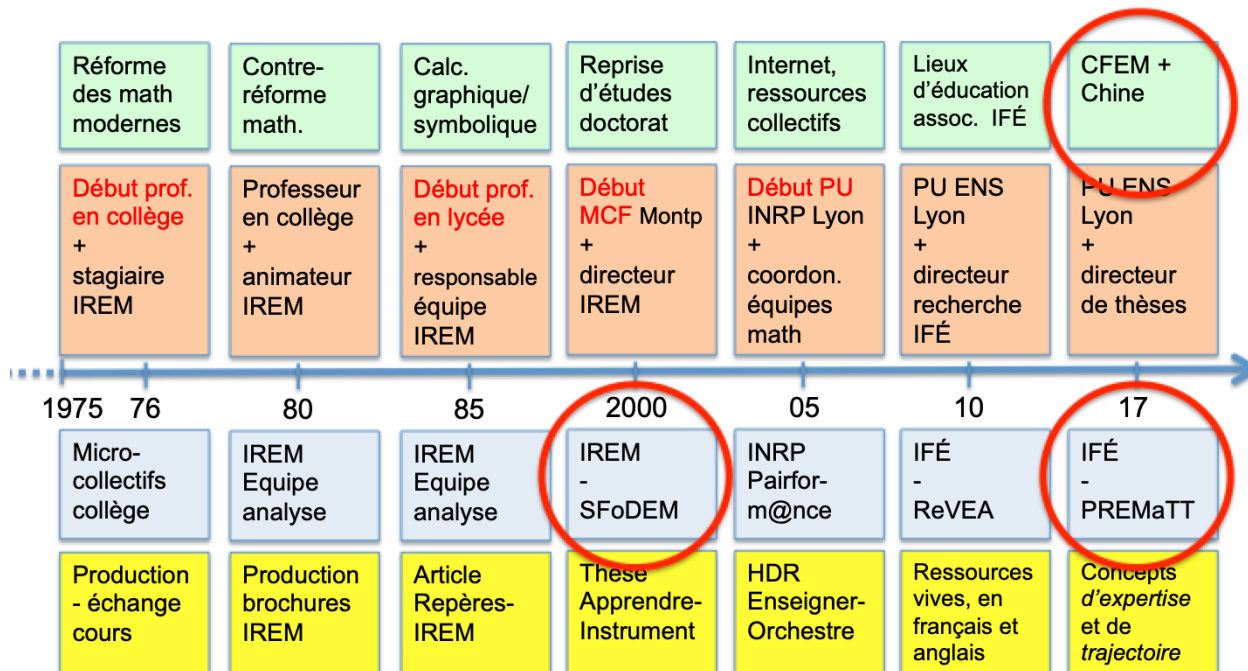 Réforme
des math
modernes
Contre-
réforme
math.
Calc.
graphique/
symbolique
Reprise
d'études
doctorat
Internet,
ressources
collectifs
Lieux
d'éducation
assoc. IFÉ
CFEM +
Chine
Début prof.
en collège
+
stagiaire
IREM
Professeur
en collège
+
animateur
IREM
Début prof.
en lycée
+
responsable
équipe
IREM
Début
MCF Montp
+
directeur
IREM
Début PU
INRP Lyon
+
coordon.
équipes
math
PU ENS
Lyon
+
directeur
recherche
IFÉ
PU ENS
Lyon
+
directeur
de thèses
1975 76 80 85 2000 05 10 17
Micro-
collectifs
collège
IREM
Equipe
analyse
IREM
Equipe
analyse
IREM
-
SFoDEM
INRP
Pairfor-
m@nce
IFÉ
-
ReVEA
IFÉ
-
PREMaTT
Production
- échange
cours
Production
brochures
IREM
Article
Repères-
IREM
Thèse
Apprendre-
Instrument
HDR
Enseigner-
Orchestre
Ressources
vives, en
français et
anglais
Concepts
d'expertise
et de
trajectoire